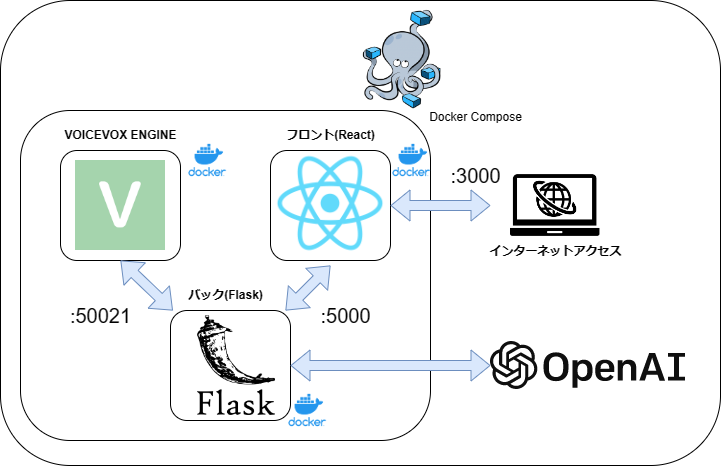 Docker Compose
VOICEVOX ENGINE
フロント(React)
docker
docker
V
:3000
インターネットアクセス
バック(Flask)
:50021
:5000
Flask
OpenAI
docker